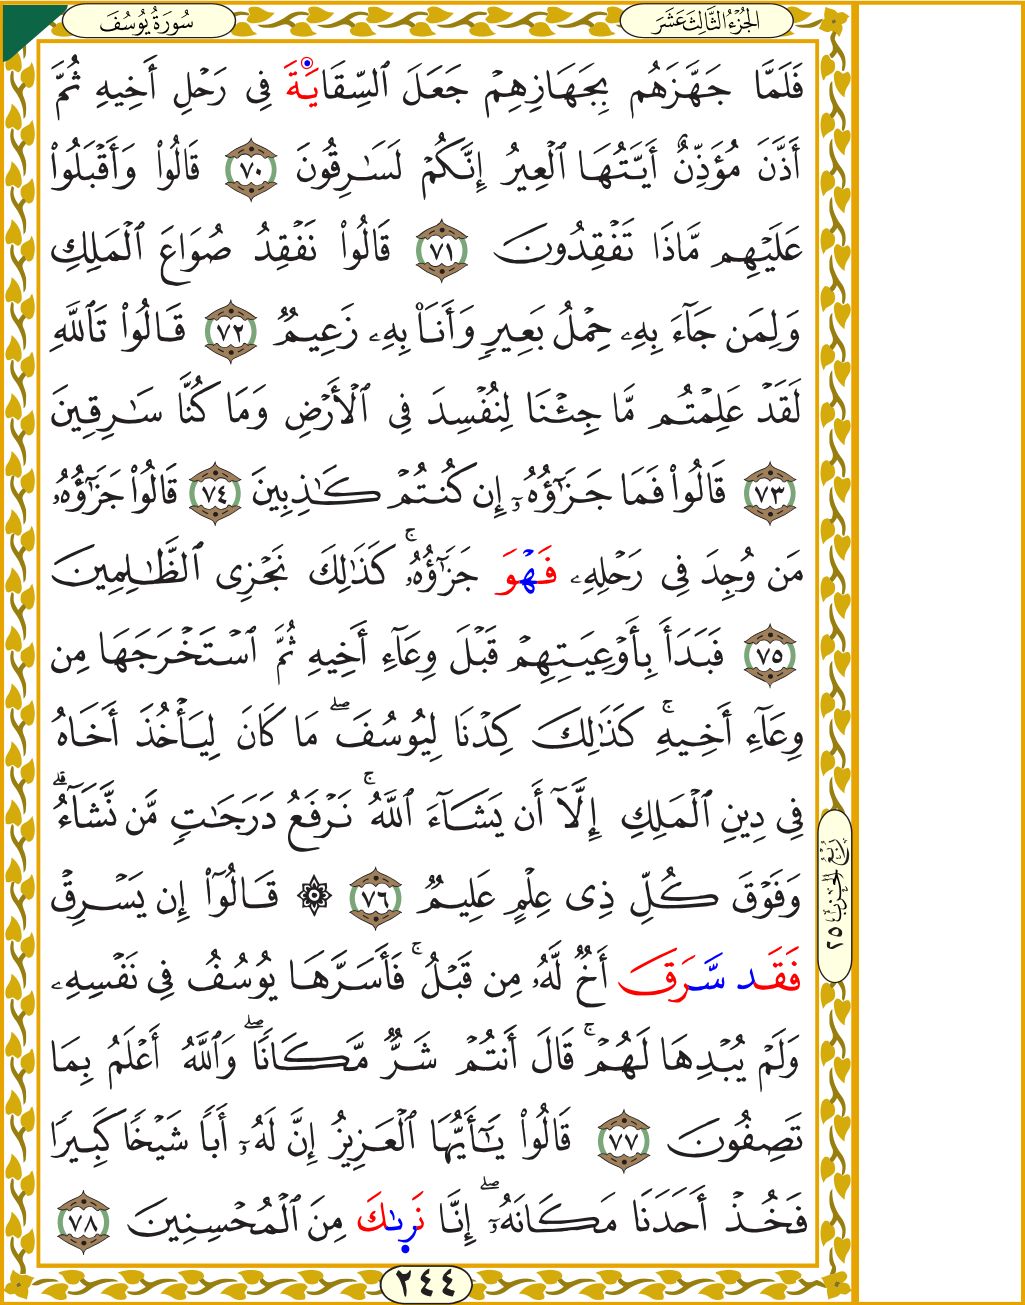 سُورَةُ يُوسُفَ
الجُزْءُ الثَّالِثَ عَشَرَ
فَلَمَّا جَهَّزَهُم بِجَهَازِهِمْ جَعَلَ ٱلسِّقَايَةَ فِى رَحْلِ أَخِيهِ ثُمَّ
أَذَّنَ مُؤَذِّنٌ أَيَّتُهَا ٱلْعِيرُ إِنَّكُمْ لَسَٰرِقُونَ ٧٠ قَالُوا۟ وَأَقْبَلُوا۟
عَلَيْهِم مَّاذَا تَفْقِدُونَ ٧١ قَالُوا۟ نَفْقِدُ صُوَاعَ ٱلْمَلِكِ
وَلِمَن جَآءَ بِهِۦ حِمْلُ بَعِيرٍ وَأَنَا۠ بِهِۦ زَعِيمٌ ٧٢ قَالُوا۟ تَٱللَّهِ
لَقَدْ عَلِمْتُم مَّا جِئْنَا لِنُفْسِدَ فِى ٱلْأَرْضِ وَمَا كُنَّا سَٰرِقِينَ
٧٣ قَالُوا۟ فَمَا جَزَٰٓؤُهُۥٓ إِن كُنتُمْ كَٰذِبِينَ ٧٤ قَالُوا۟ جَزَٰٓؤُهُۥ
مَن وُجِدَ فِى رَحْلِهِۦ فَهْوَ جَزَٰٓؤُهُۥ ۚ كَذَٰلِكَ نَجْزِى ٱلظَّٰلِمِينَ
٧٥ فَبَدَأَ بِأَوْعِيَتِهِمْ قَبْلَ وِعَآءِ أَخِيهِ ثُمَّ ٱسْتَخْرَجَهَا مِن
وِعَآءِ أَخِيهِ ۚ كَذَٰلِكَ كِدْنَا لِيُوسُفَ ۖ مَا كَانَ لِيَأْخُذَ أَخَاهُ
فِى دِينِ ٱلْمَلِكِ إِلَّآ أَن يَشَآءَ ٱللَّهُ ۚ نَرْفَعُ دَرَجَٰتِ مَّن نَّشَآءُ ۗ
وَفَوْقَ كُلِّ ذِى عِلْمٍ عَلِيمٌ ٧٦ ۞ قَالُوٓا۟ إِن يَسْرِقْ
فَقَد سَّرَقَ أَخٌ لَّهُۥ مِن قَبْلُ ۚ فَأَسَرَّهَا يُوسُفُ فِى نَفْسِهِۦ
وَلَمْ يُبْدِهَا لَهُمْ ۚ قَالَ أَنتُمْ شَرٌّ مَّكَانًا ۖ وَٱللَّهُ أَعْلَمُ بِمَا
تَصِفُونَ ٧٧ قَالُوا۟ يَٰٓأَيُّهَا ٱلْعَزِيزُ إِنَّ لَهُۥٓ أَبًا شَيْخًا كَبِيرًا
فَخُذْ أَحَدَنَا مَكَانَهُۥٓ ۖ إِنَّا نَرىٰكَ مِنَ ٱلْمُحْسِنِينَ ٧٨
رُبْعُ الحِزْبِ ٢٥
٢٤٤